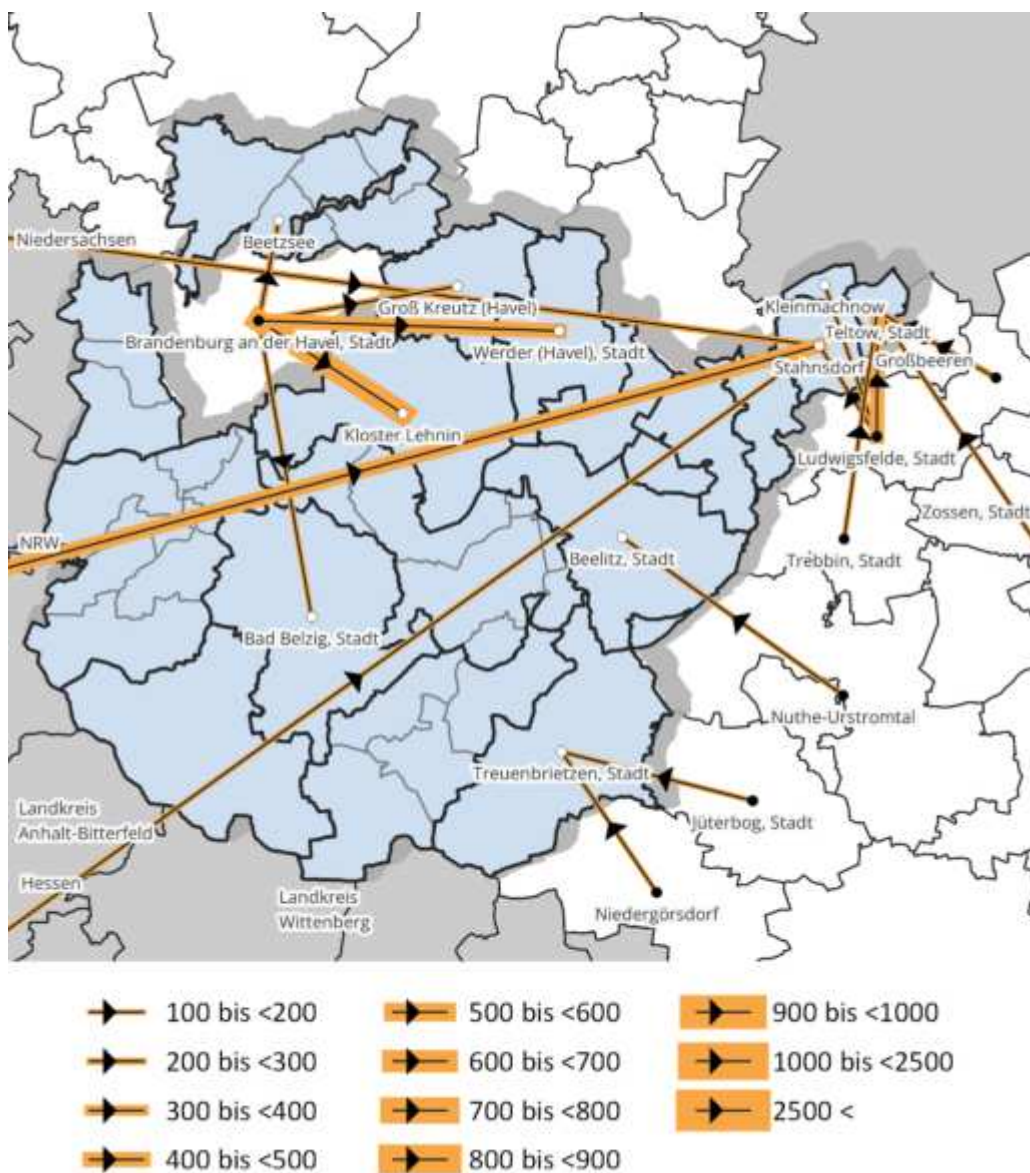 Niedersachsen
Beetzsee
Groß Kreutz (Havel)
Brandenburg an der Havel, Stadt
Werder (Havel), Stadt
Kleinmachnow
Teltow, Stadt
Stahnsdorf
Großbeeren
Kloster Lehnin
Ludwigsfelde, Stadt
Zossen, Stadt
NRW
Beelitz, Stadt
Trebbin, Stadt
Bad Belzig, Stadt
Nuthe-Urstromtal
Treuenbrietzen, Stadt
Landkreis
Anhalt-Bitterfeld
Jüterbog, Stadt
Hessen
Landkreis
Wittenberg
Niedergörsdorf
100 bis <200
200 bis <300
300 bis <400
400 bis <500
500 bis <600
600 bis <700
700 bis <800
800 bis <900
900 bis <1000
1000 bis <2500
2500 <